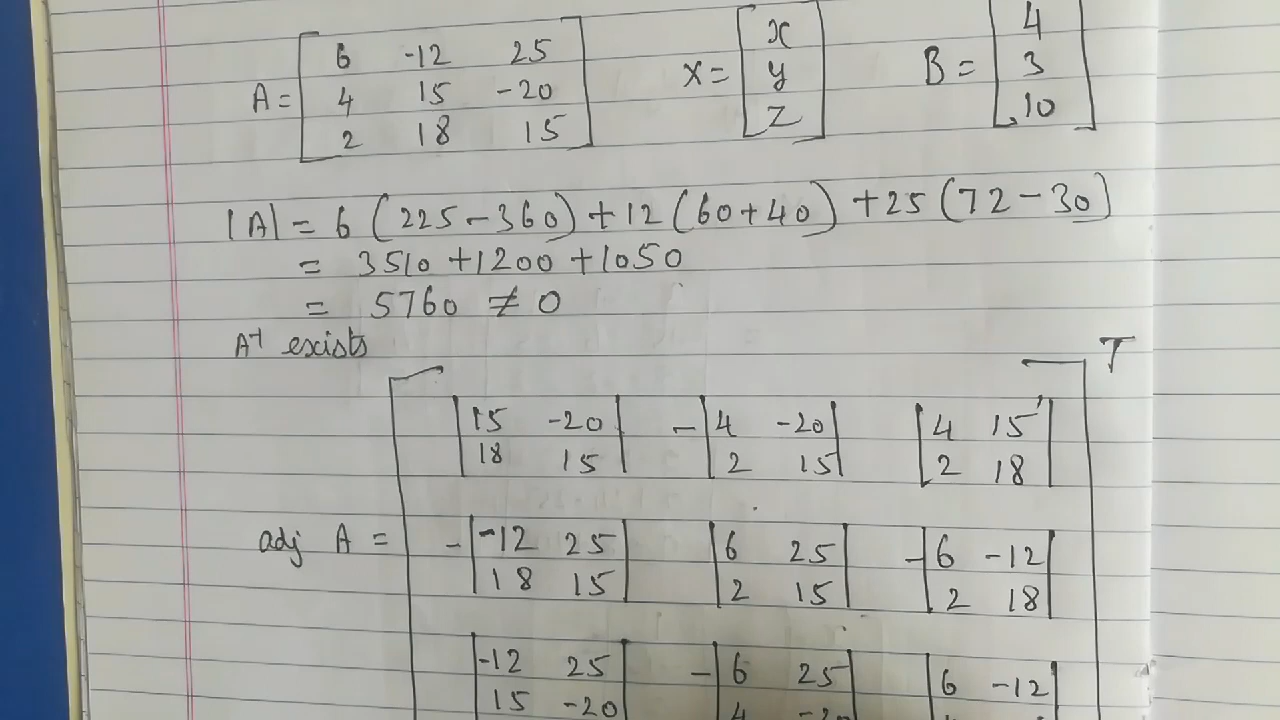 A = [ 6 -12 25 ] X = [ x ] B = [ 4 ]
[ 4 15 -20 ] [ y ] [ 3 ]
[ 2 18 15 ] [ z ] [ 10 ]
|A| = 6 (225-360) + 12 (60+40) + 25 (72-30)
= 3510 + 1200 + 1050
= 5760 ≠ 0
A⁻¹ exists
T
|15 -20| -|4 -20| |4 15|
|18 15| |2 15| |2 18|
adj A = -|-12 25| |6 25| -|6 -12|
|18 15| |2 15| |2 18|
|-12 25| -|6 25| |6 -12|
|15 -20| |4 -20|